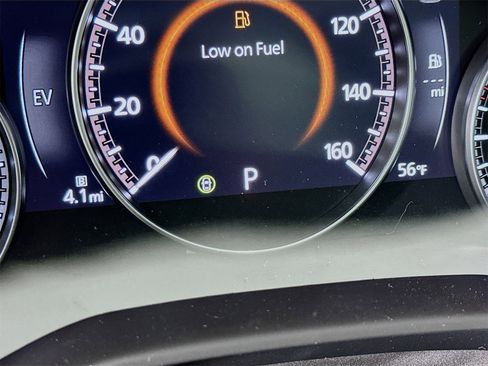 40
120
Low on Fuel
EV
20
140
-- mi
0
160
B
4.1 mi
P
56°F